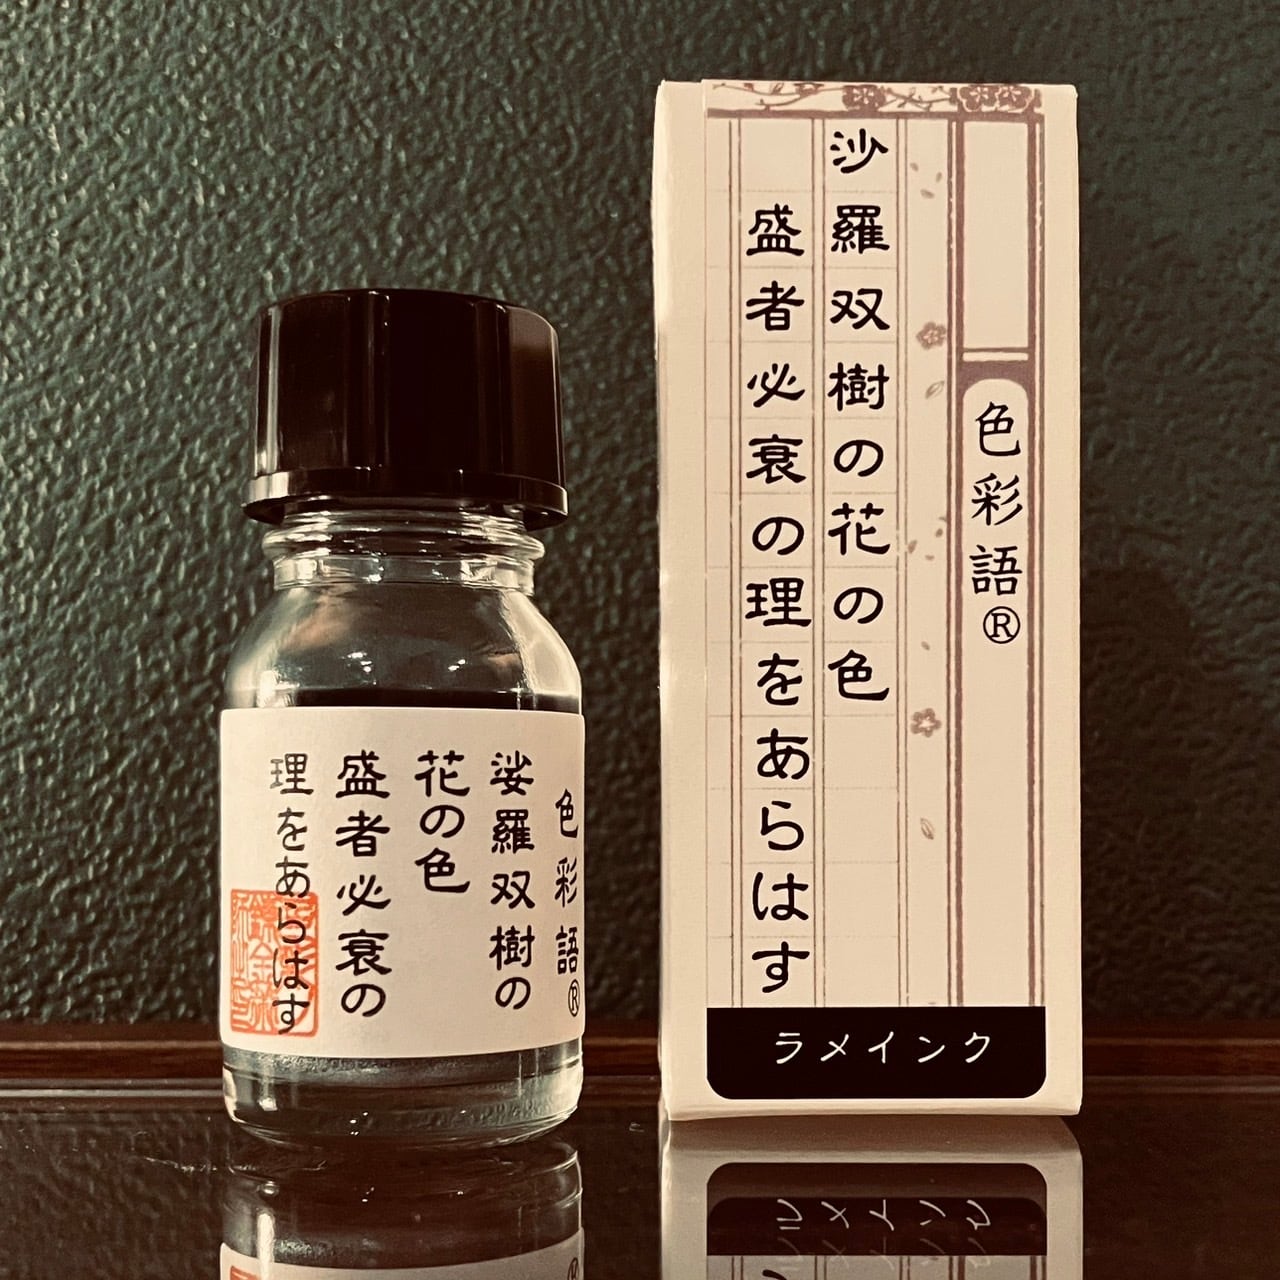 色彩語®
娑羅双樹の
花の色
盛者必衰の
理をあらはす
色彩語®
沙羅双樹の花の色
盛者必衰の理をあらはす
ラメインク